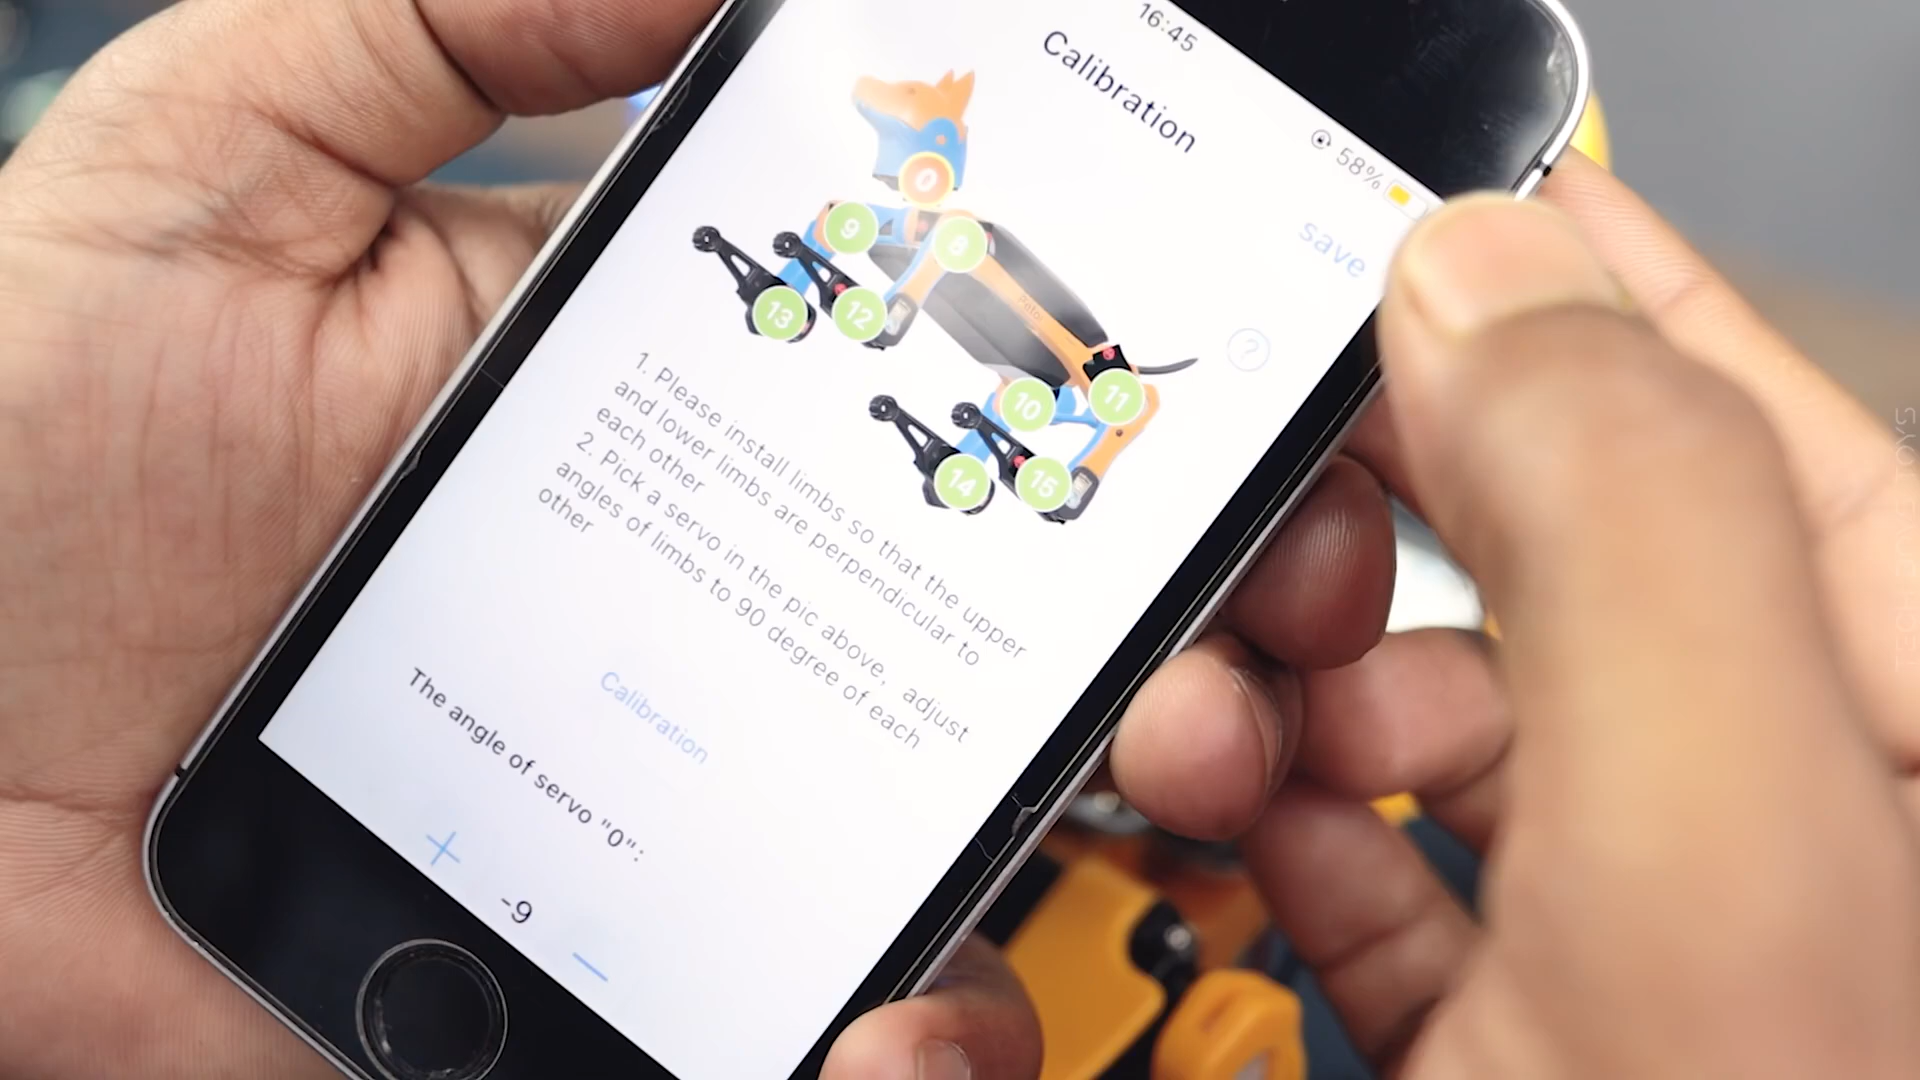 16:45
58%
Calibration
save
?
0
9
8
13
12
10
11
14
15
1. Please install limbs so that the upper
and lower limbs are perpendicular to
each other
2. Pick a servo in the pic above, adjust
angles of limbs to 90 degree of each
other
Calibration
The angle of servo "0":
+
-9
—